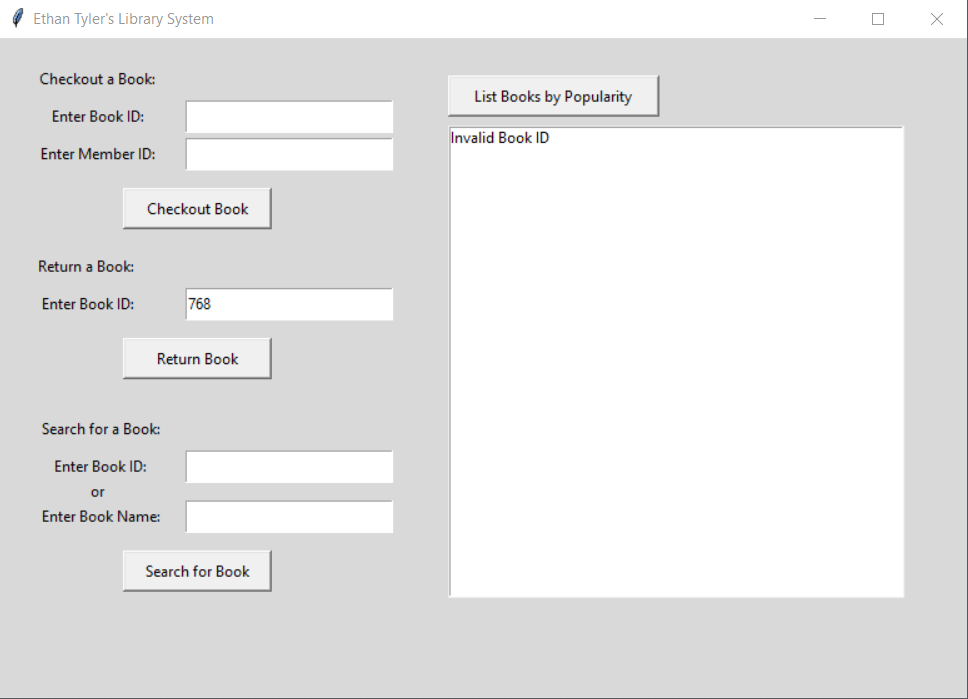 Ethan Tyler's Library System
Checkout a Book:
Enter Book ID:
Enter Member ID:
Checkout Book
Return a Book:
Enter Book ID:
768
Return Book
Search for a Book:
Enter Book ID:
or
Enter Book Name:
Search for Book
List Books by Popularity
Invalid Book ID